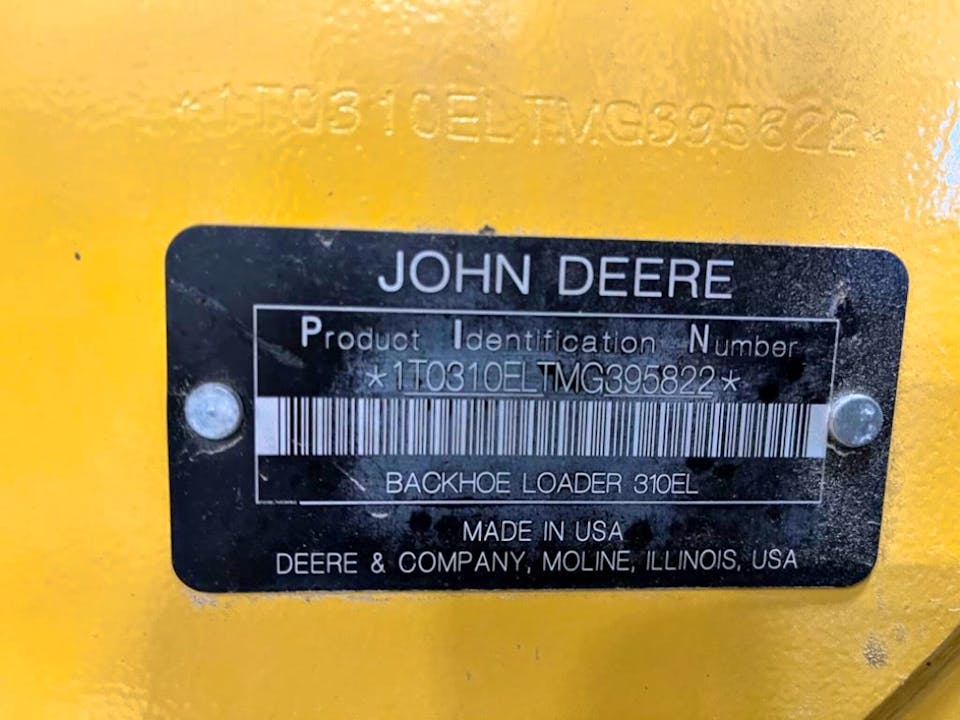 *1T0310ELTMG395822*
JOHN DEERE
Product Identification Number
*1T0310ELTMG395822*
BACKHOE LOADER 310EL
MADE IN USA
DEERE & COMPANY, MOLINE, ILLINOIS, USA